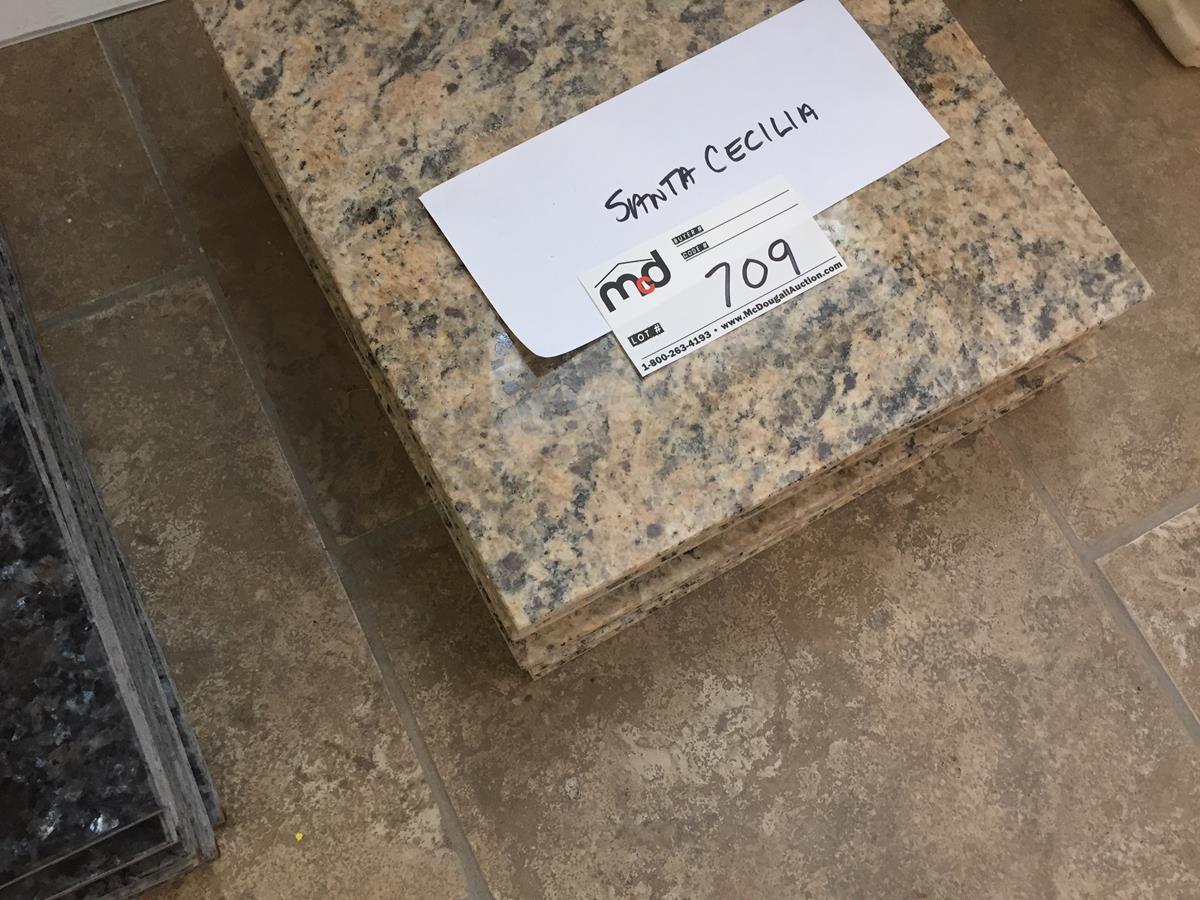 SANTA CECILIA
McD
BUYER #
CODE #
709
LOT #
1-800-263-4193 • www.McDougallAuction.com